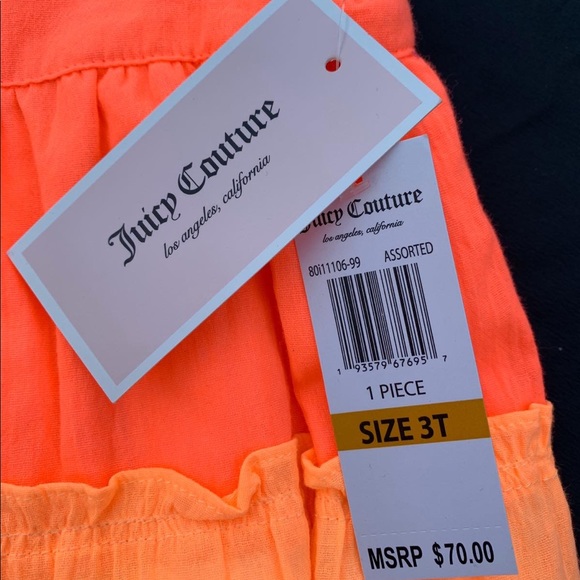 Juicy Couture
los angeles, california
Juicy Couture
los angeles, california
80i11106-99 ASSORTED
1 93579 67695 7
1 PIECE
SIZE 3T
MSRP $70.00